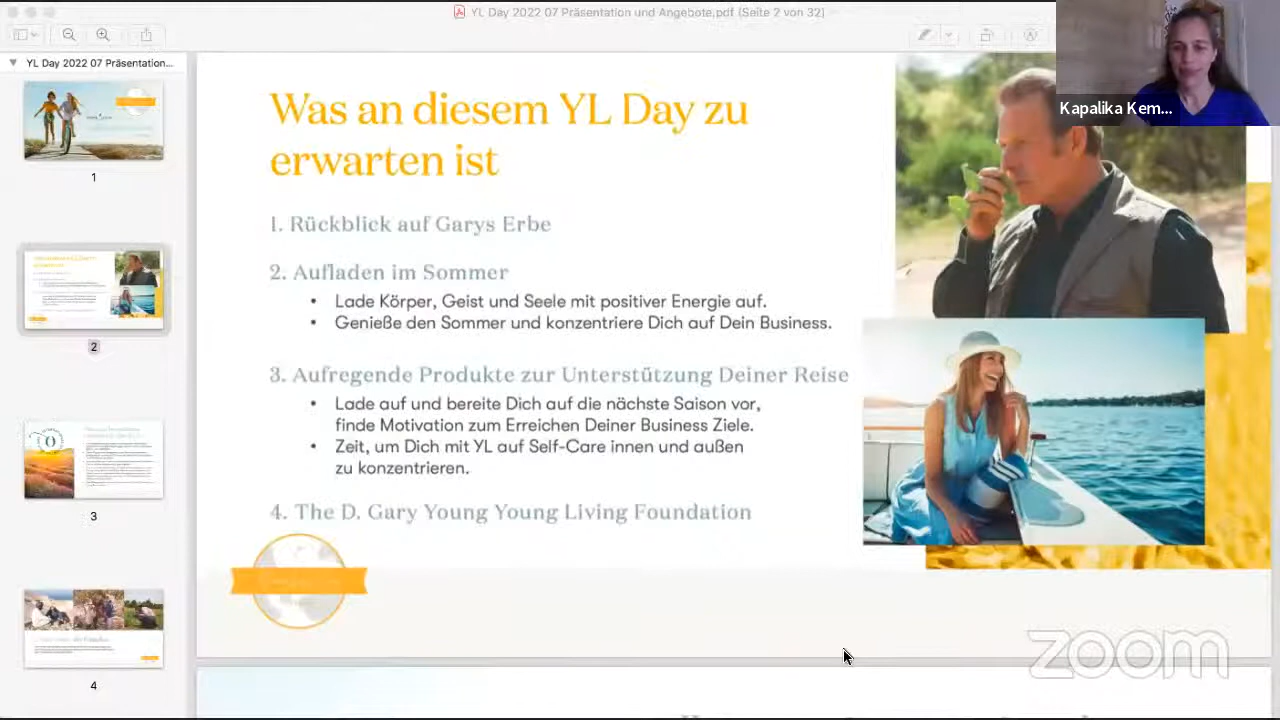 YL Day 2022 07 Präsentation und Angebote.pdf (Seite 2 von 32)
YL Day 2022 07 Präsentation...
1
2
3
4
Was an diesem YL Day zu
erwarten ist
1. Rückblick auf Garys Erbe
2. Aufladen im Sommer
• Lade Körper, Geist und Seele mit positiver Energie auf.
• Genieße den Sommer und konzentriere Dich auf Dein Business.
3. Aufregende Produkte zur Unterstützung Deiner Reise
• Lade auf und bereite Dich auf die nächste Saison vor,
finde Motivation zum Erreichen Deiner Business Ziele.
• Zeit, um Dich mit YL auf Self-Care innen und außen
zu konzentrieren.
4. The D. Gary Young Young Living Foundation
Kapalika Kem...
zoom